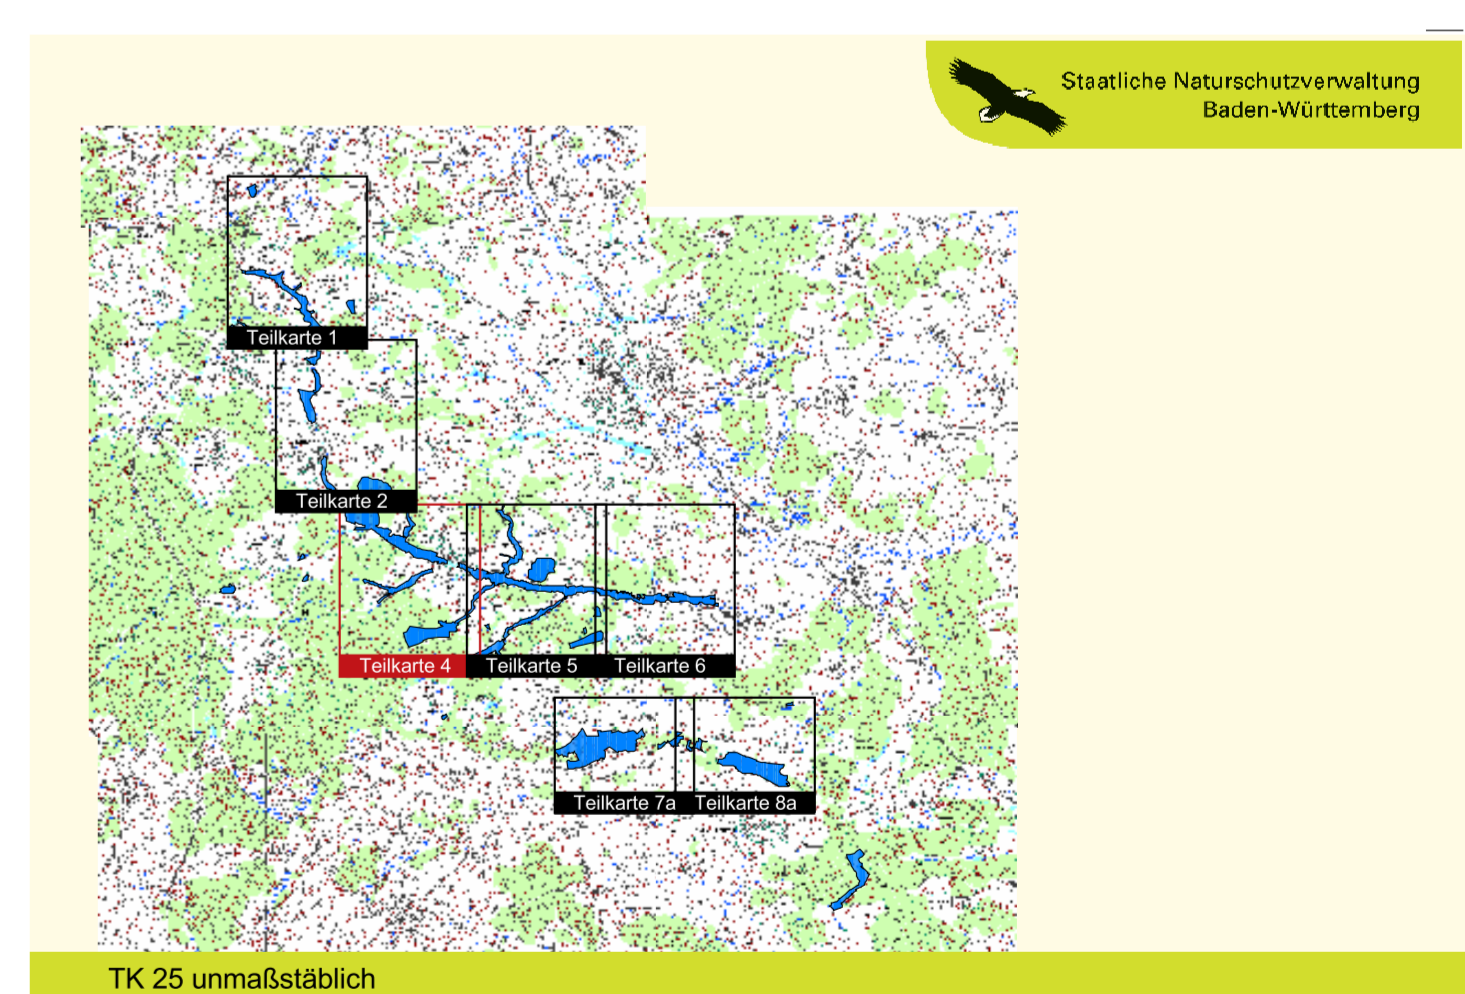 Staatliche Naturschutzverwaltung
Baden-Württemberg
Teilkarte 1
Teilkarte 2
Teilkarte 4
Teilkarte 5
Teilkarte 6
Teilkarte 7a
Teilkarte 8a
TK 25 unmaßstäblich